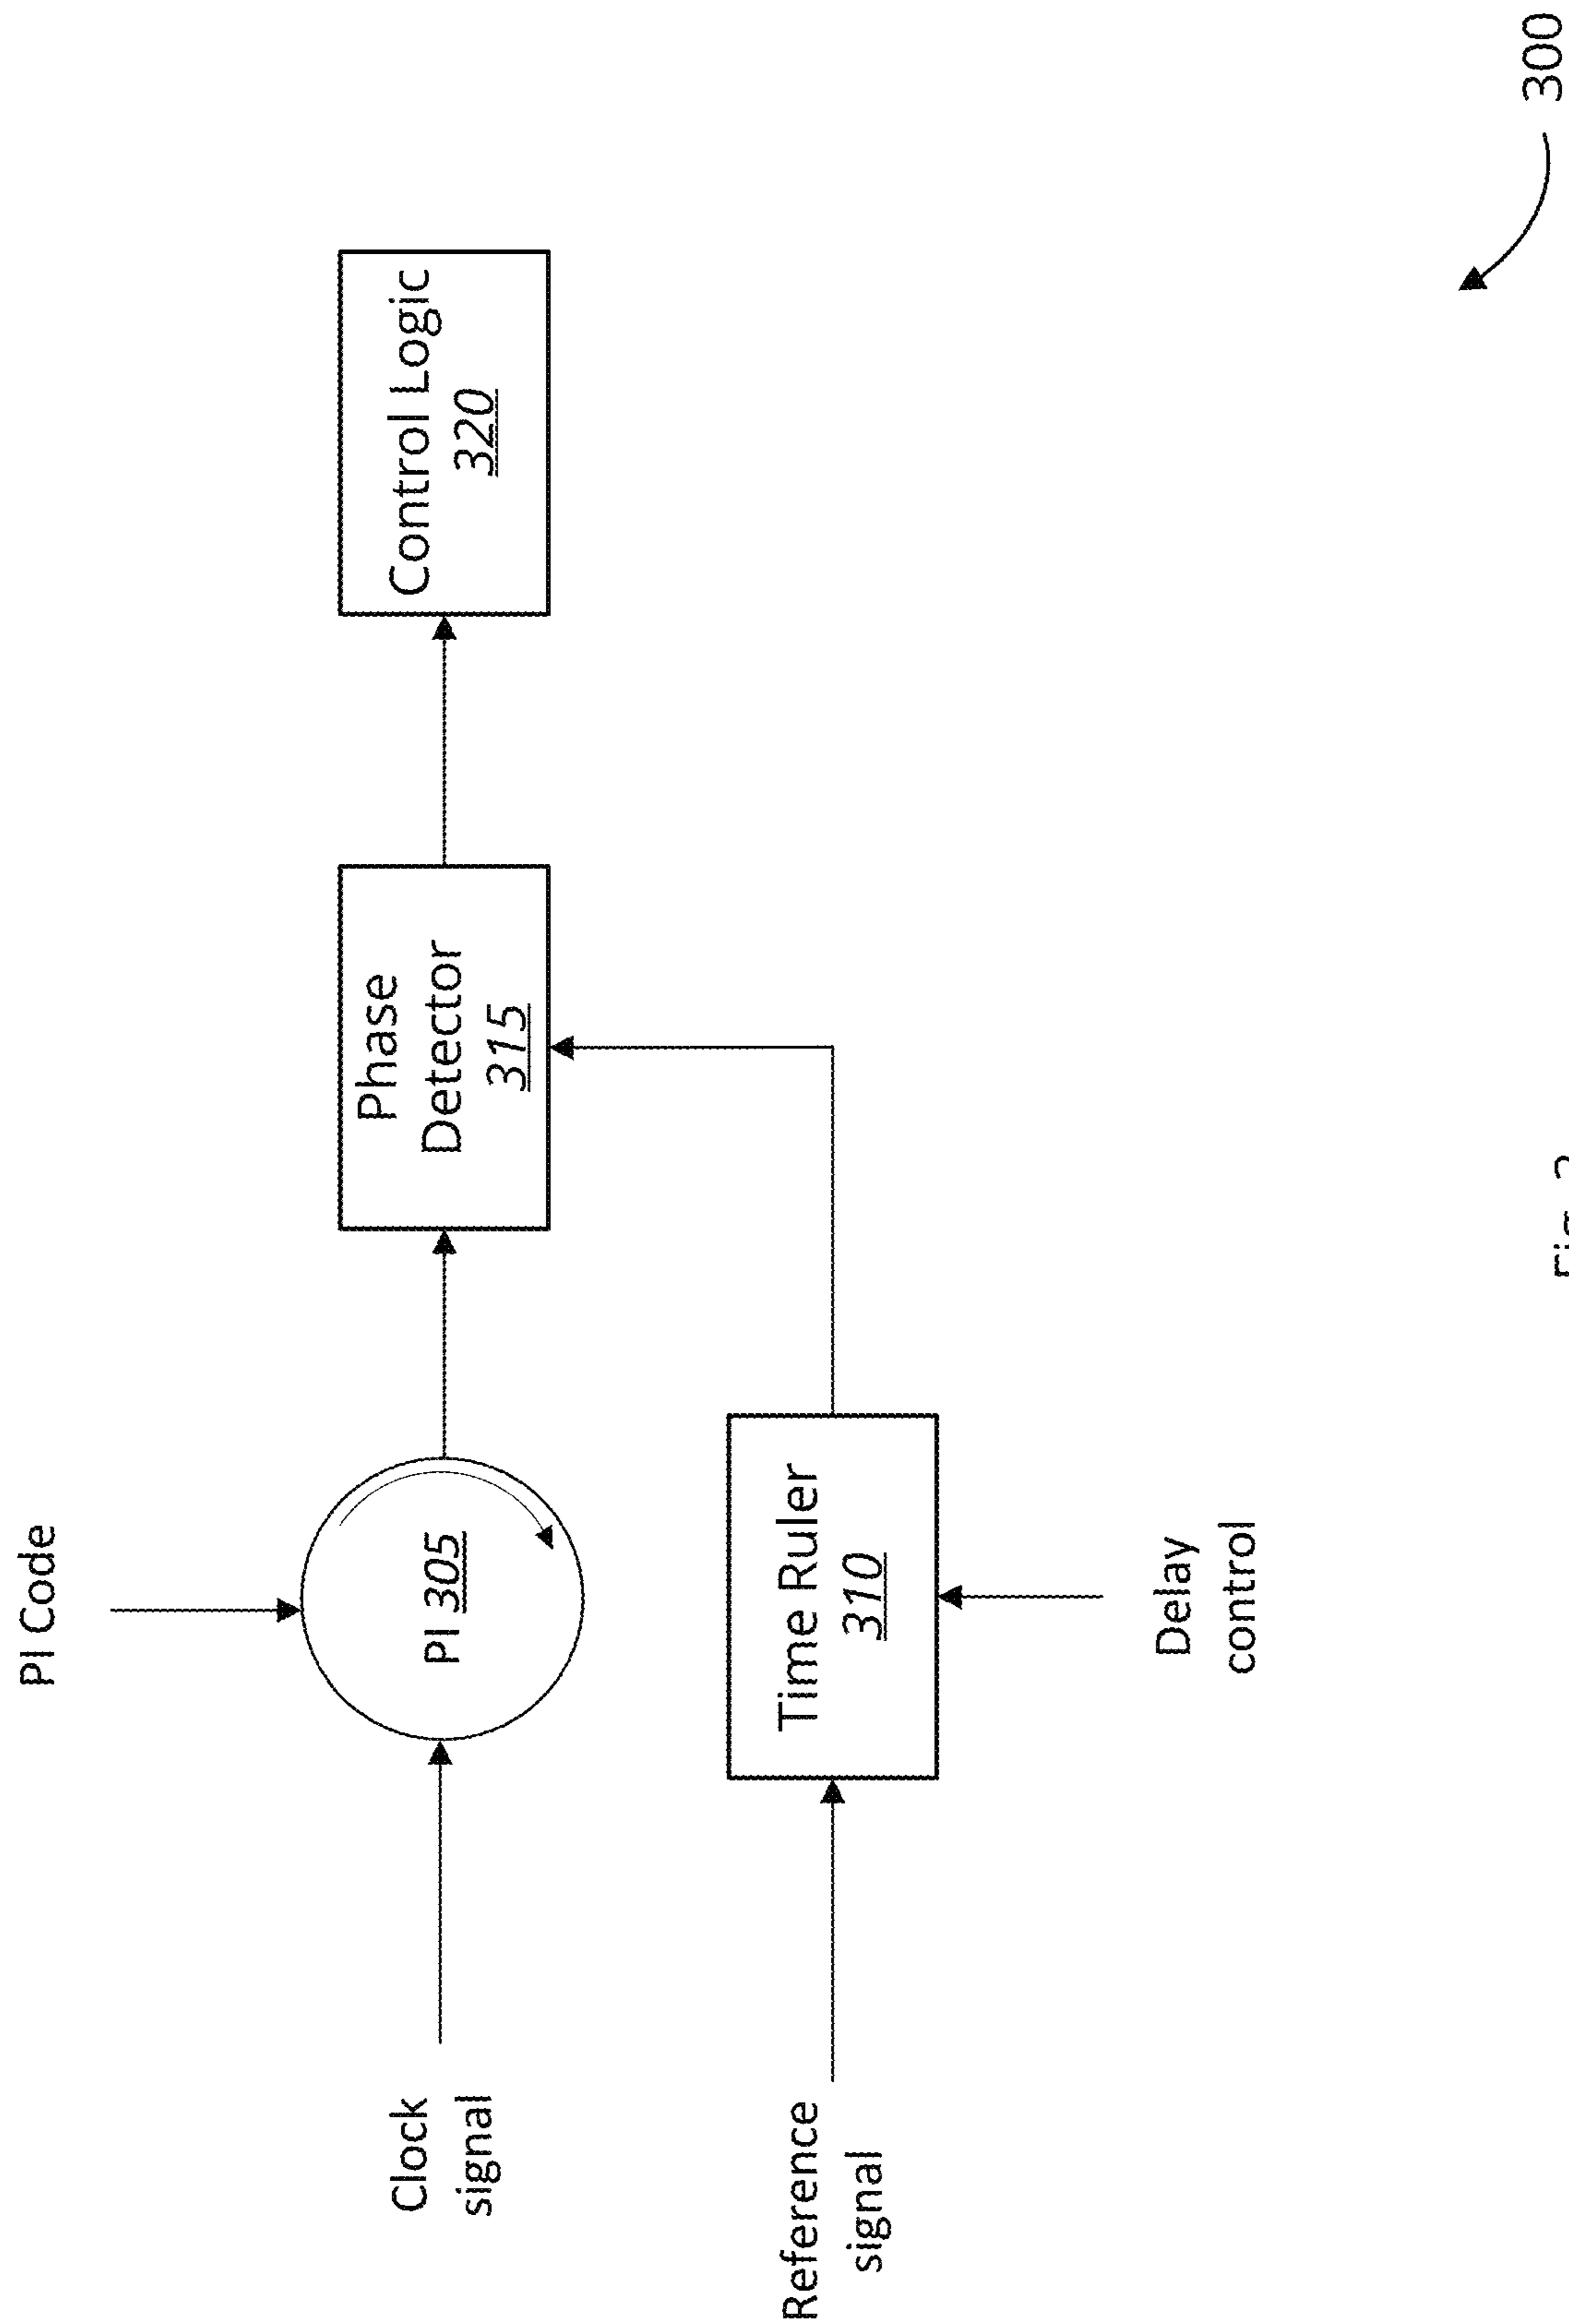 PI Code
Clock
signal
PI 305
Phase
Detector
315
Control Logic
320
Reference
signal
Time Ruler
310
Delay
control
300
Fig.